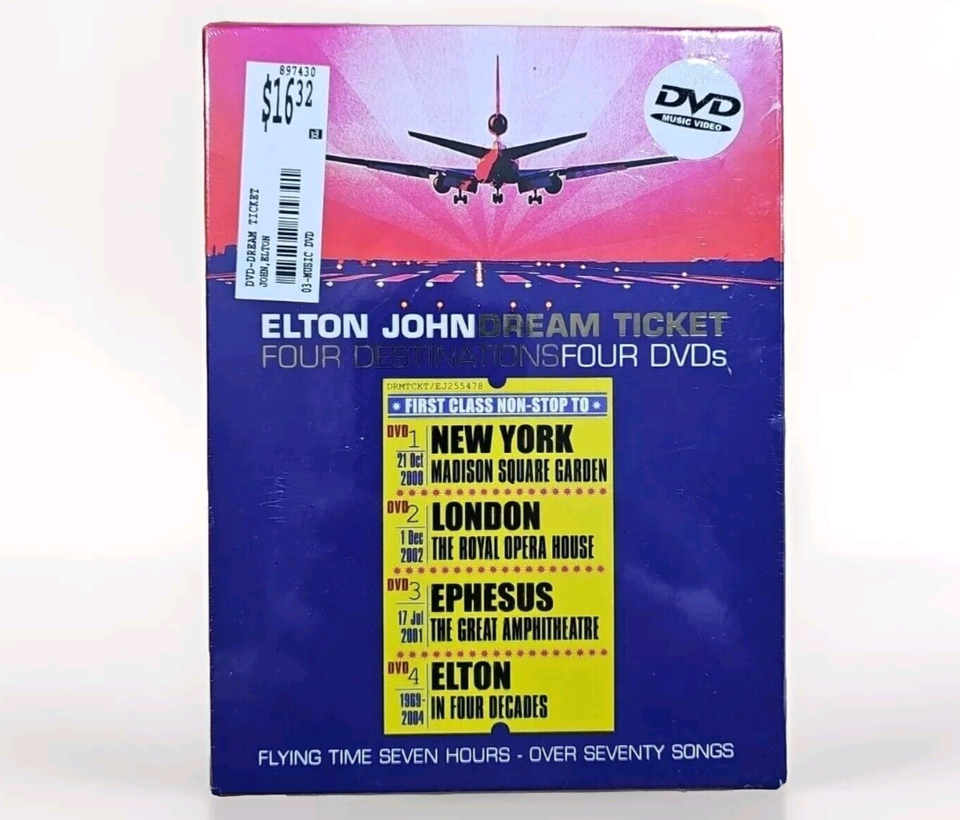 897430
$16.32
DVD-DREAM TICKET
JOHN,ELTON
03-MUSIC DVD
DVD
MUSIC VIDEO
ELTON JOHN DREAM TICKET
FOUR DESTINATIONS FOUR DVDs
DRMTCKT/EJ255478
* FIRST CLASS NON-STOP TO *
DVD 1
21 Oct 2000
NEW YORK
MADISON SQUARE GARDEN
DVD 2
1 Dec 2002
LONDON
THE ROYAL OPERA HOUSE
DVD 3
17 Jul 2001
EPHESUS
THE GREAT AMPHITHEATRE
DVD 4
1969-2004
ELTON
IN FOUR DECADES
FLYING TIME SEVEN HOURS - OVER SEVENTY SONGS